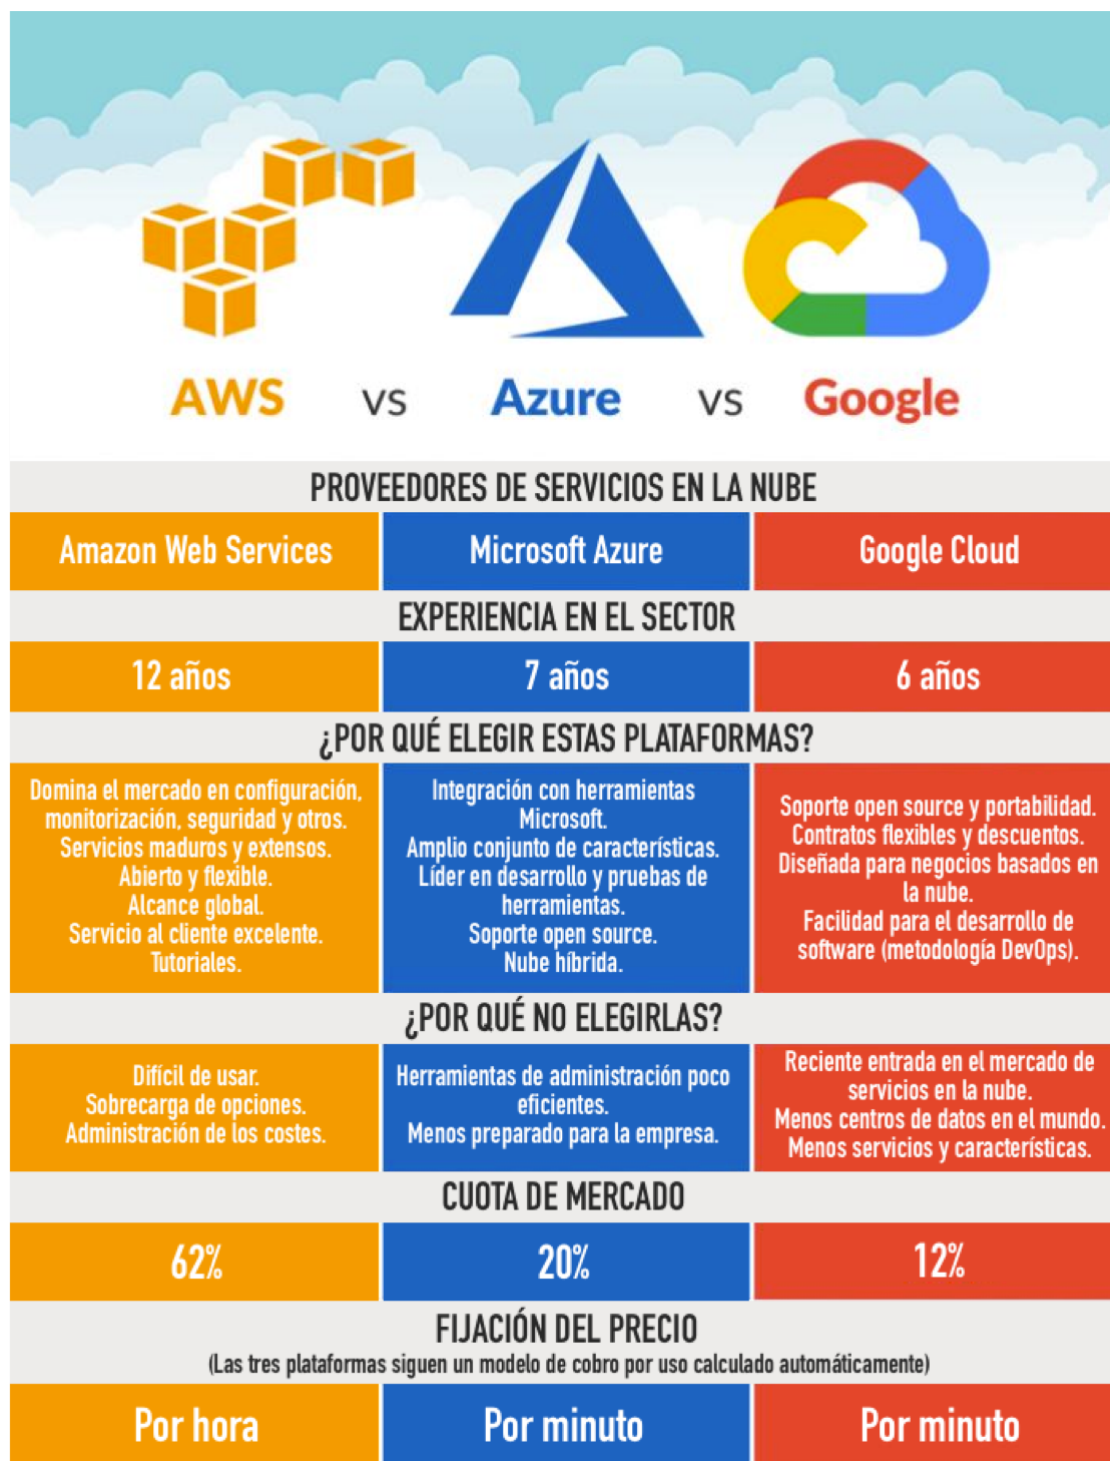 AWS vs Azure vs Google
PROVEEDORES DE SERVICIOS EN LA NUBE
Amazon Web Services
Microsoft Azure
Google Cloud
EXPERIENCIA EN EL SECTOR
12 años
7 años
6 años
¿POR QUÉ ELEGIR ESTAS PLATAFORMAS?
Domina el mercado en configuración,
monitorización, seguridad y otros.
Servicios maduros y extensos.
Abierto y flexible.
Alcance global.
Servicio al cliente excelente.
Tutoriales.
Integración con herramientas
Microsoft.
Amplio conjunto de características.
Líder en desarrollo y pruebas de
herramientas.
Soporte open source.
Nube híbrida.
Soporte open source y portabilidad.
Contratos flexibles y descuentos.
Diseñada para negocios basados en
la nube.
Facilidad para el desarrollo de
software (metodología DevOps).
¿POR QUÉ NO ELEGIRLAS?
Difícil de usar.
Sobrecarga de opciones.
Administración de los costes.
Herramientas de administración poco
eficientes.
Menos preparado para la empresa.
Reciente entrada en el mercado de
servicios en la nube.
Menos centros de datos en el mundo.
Menos servicios y características.
CUOTA DE MERCADO
62%
20%
12%
FIJACIÓN DEL PRECIO
(Las tres plataformas siguen un modelo de cobro por uso calculado automáticamente)
Por hora
Por minuto
Por minuto